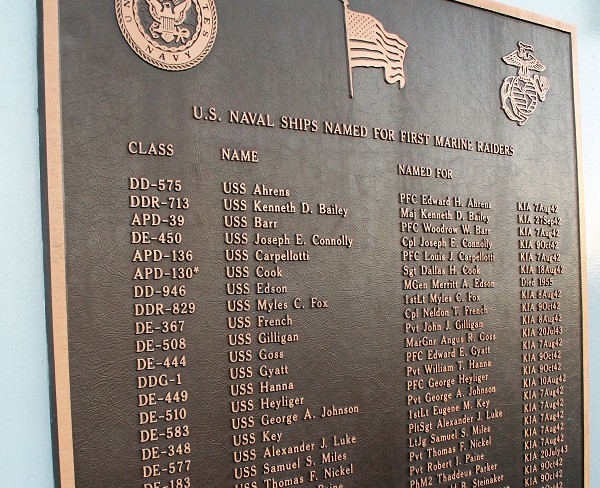 UNITED STATES NAVY
U.S. NAVAL SHIPS NAMED FOR FIRST MARINE RAIDERS
CLASS NAME NAMED FOR
DD-575 USS Ahrens PFC Edward H. Ahrens KIA 7Aug42
DDR-713 USS Kenneth D. Bailey Maj Kenneth D. Bailey KIA 27Sep42
APD-39 USS Barr PFC Woodrow W. Barr KIA 7Aug42
DE-450 USS Joseph E. Connolly Cpl Joseph E. Connolly KIA 9Oct42
APD-136 USS Carpellotti PFC Louis J. Carpellotti KIA 7Aug42
APD-130* USS Cook Sgt Dallas H. Cook KIA 18Aug42
DD-946 USS Edson MGen Merritt A. Edson Died 1955
DDR-829 USS Myles C. Fox 1stLt Myles C. Fox KIA 8Aug42
DE-367 USS French Cpl Neldon T. French KIA 9Oct42
DE-508 USS Gilligan Pvt John J. Gilligan KIA 8Aug42
DE-444 USS Goss MarGnr Angus R. Goss KIA 20Jul43
DDG-1 USS Gyatt PFC Edward E. Gyatt KIA 7Aug42
DE-449 USS Hanna Pvt William T. Hanna KIA 9Oct42
DE-510 USS Heyliger PFC George Heyliger KIA 9Oct42
DE-583 USS George A. Johnson Pvt George A. Johnson KIA 10Aug42
DE-348 USS Key 1stLt Eugene M. Key KIA 7Aug42
DE-577 USS Alexander J. Luke PltSgt Alexander J. Luke KIA 7Aug42
DE-183 USS Samuel S. Miles LtJg Samuel S. Miles KIA 7Aug42
USS Thomas F. Nickel Pvt Thomas F. Nickel KIA 7Aug42
Paine Pvt Robert I. Paine KIA 20July43
PhM2 Thaddeus Parker KIA 9Oct42
B. Steinaker KIA 9Oct42